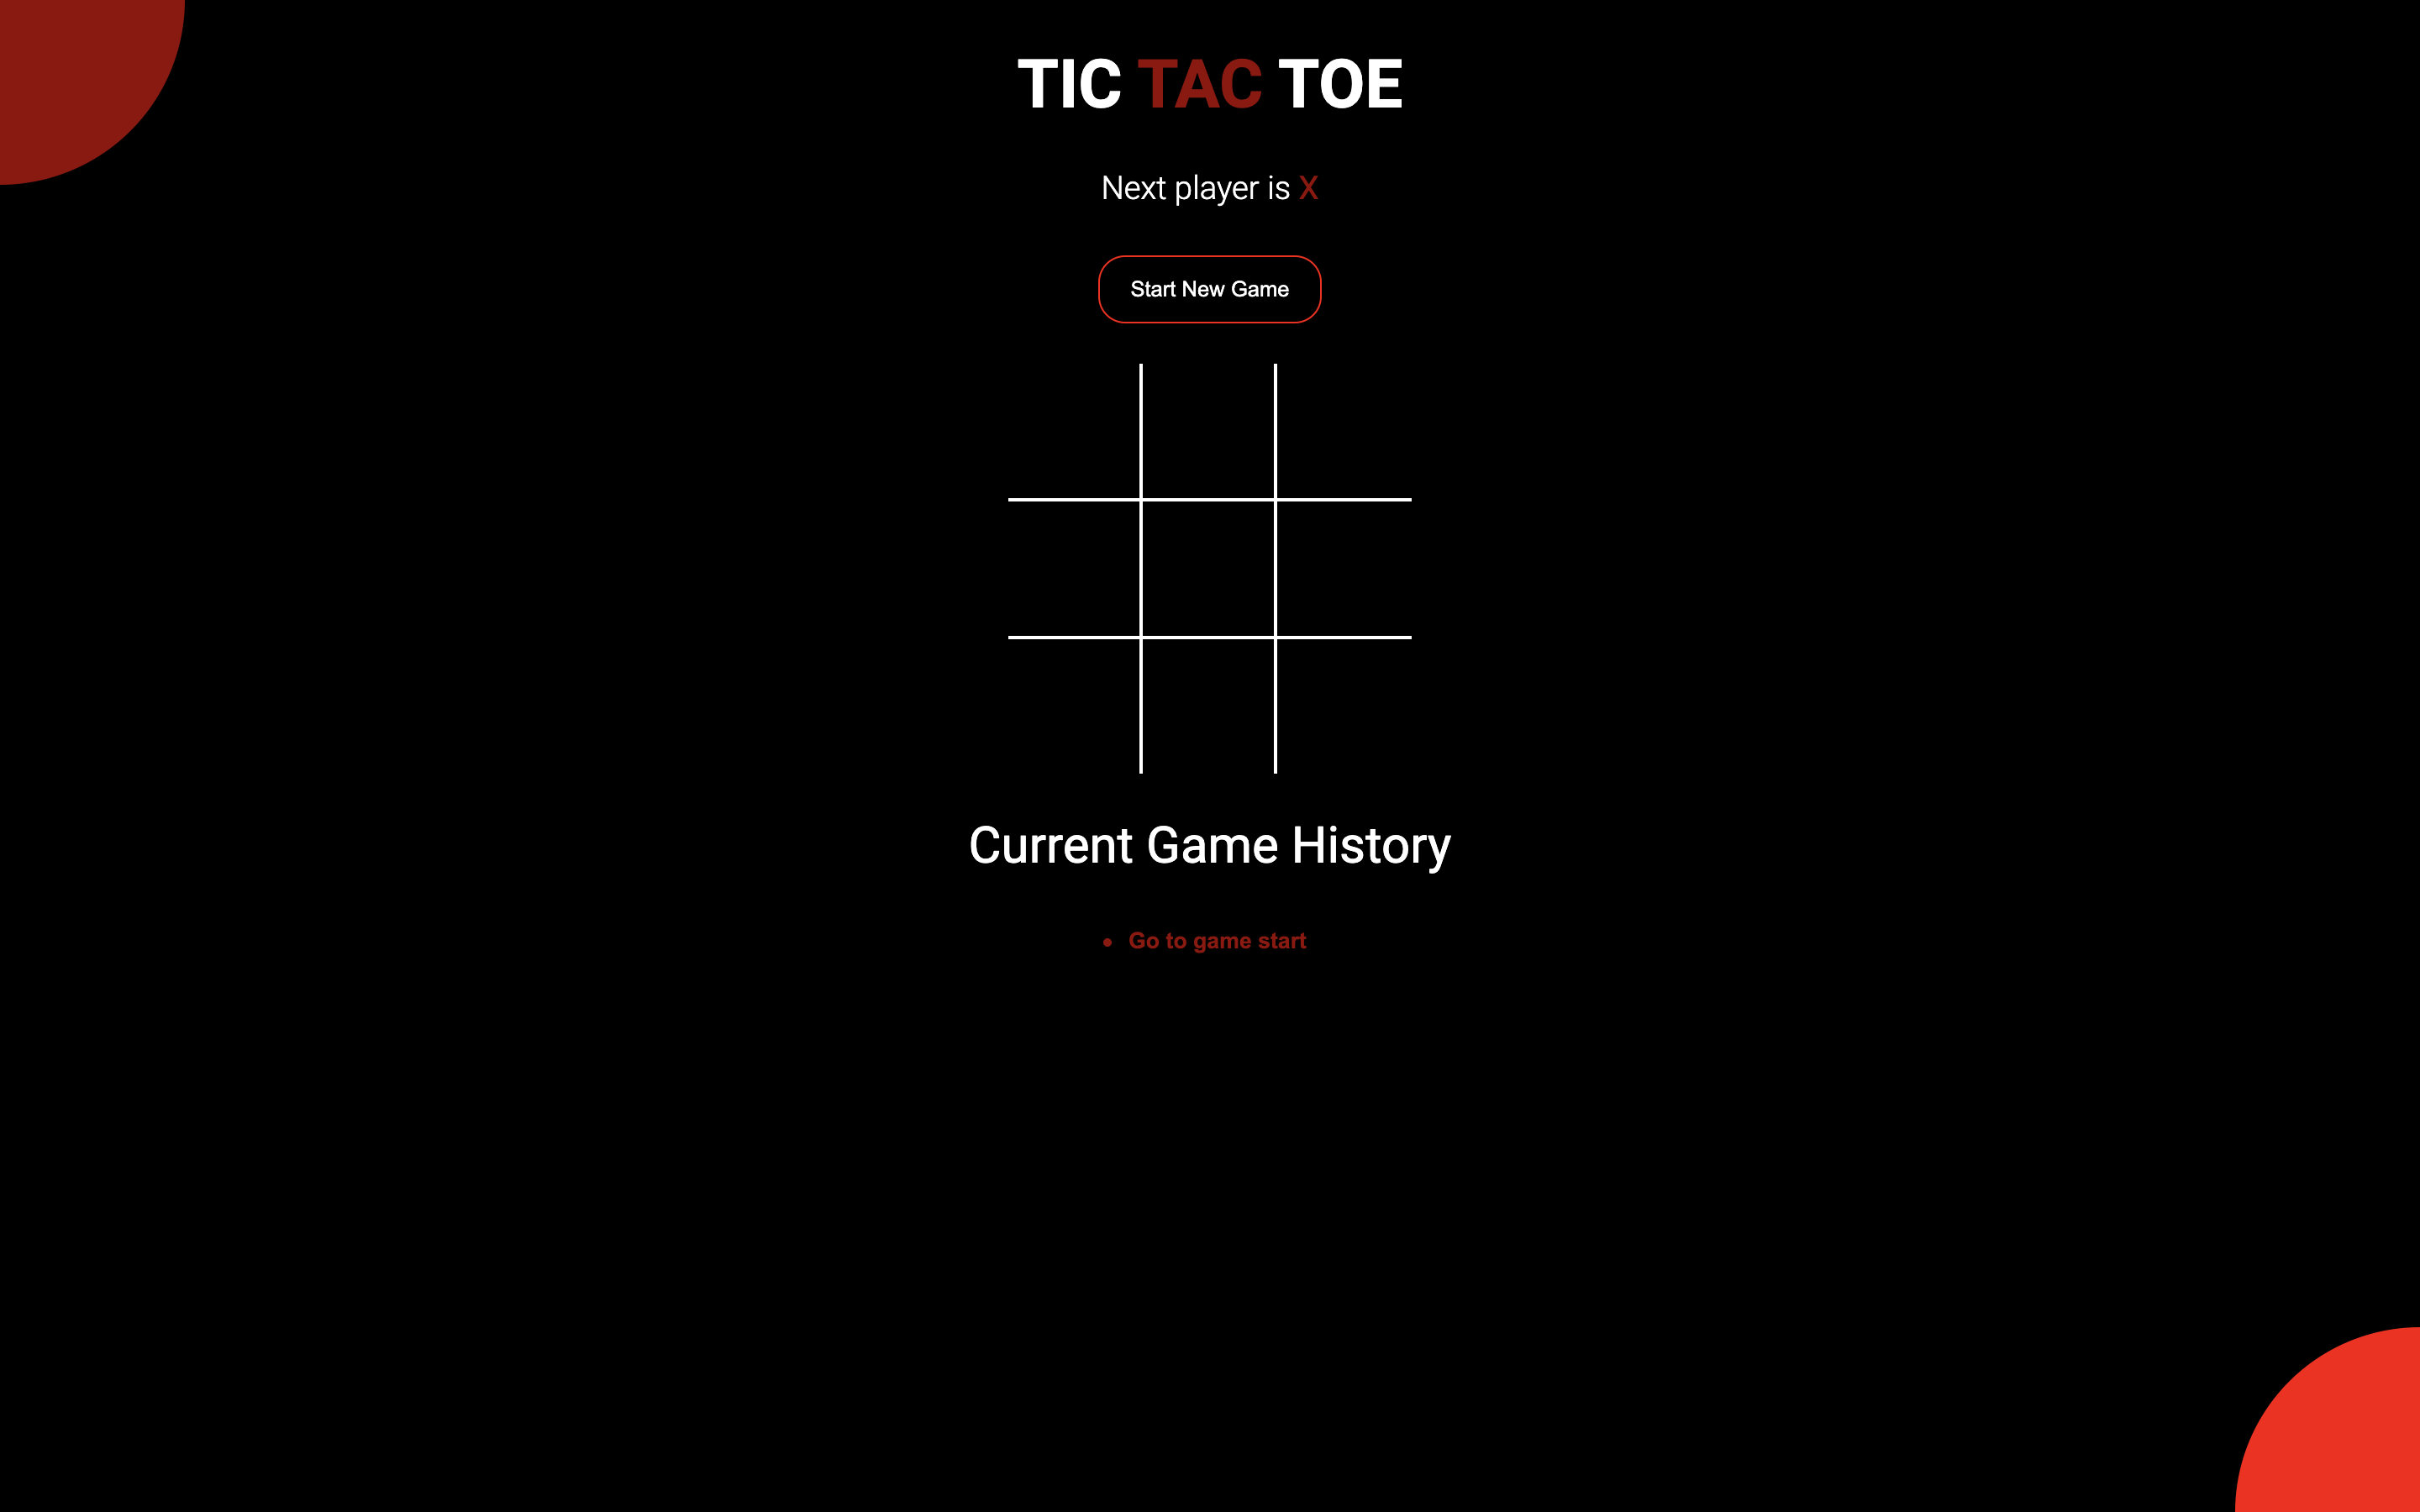 TIC TAC TOE
Next player is X
Start New Game
Current Game History
Go to game start